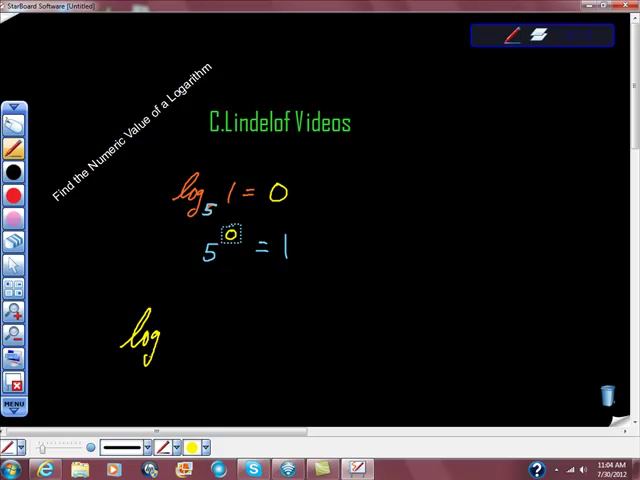 StarBoard Software [Untitled]
Find the Numeric Value of a Logarithm
C.Lindelof Videos
log₅ 1 = 0
5⁰ = 1
log
MENU
11:04 AM
7/30/2012